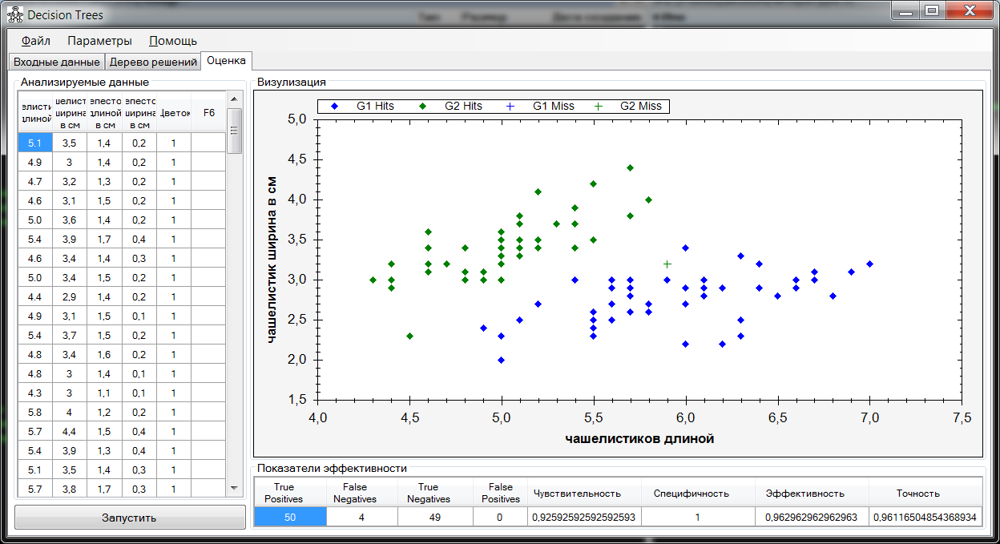 Decision Trees
Файл Параметры Помощь
Входные данные Дерево решений Оценка
Анализируемые данные
елисти шелист епесто епесто Цветок F6
длиной ширина длиной ширина
в см в см в см
5.1 3,5 1,4 0,2 1
4.9 3 1,4 0,2 1
4.7 3,2 1,3 0,2 1
4.6 3,1 1,5 0,2 1
5.0 3,6 1,4 0,2 1
5.4 3,9 1,7 0,4 1
4.6 3,4 1,4 0,3 1
5.0 3,4 1,5 0,2 1
4.4 2,9 1,4 0,2 1
4.9 3,1 1,5 0,1 1
5.4 3,7 1,5 0,2 1
4.8 3,4 1,6 0,2 1
4.8 3 1,4 0,1 1
4.3 3 1,1 0,1 1
5.8 4 1,2 0,2 1
5.7 4,4 1,5 0,4 1
5.4 3,9 1,3 0,4 1
5.1 3,5 1,4 0,3 1
5.7 3,8 1,7 0,3 1
Запустить
Визулизация
G1 Hits G2 Hits G1 Miss G2 Miss
чашелистик ширина в см
5,0
4,5
4,0
3,5
3,0
2,5
2,0
1,5
4,0 4,5 5,0 5,5 6,0 6,5 7,0 7,5
чашелистиков длиной
Показатели эффективности
True Positives False Negatives True Negatives False Positives Чувствительность Специфичность Эффективность Точность
50 4 49 0 0,925925925925593 1 0,962962962962963 0,96116504854368934